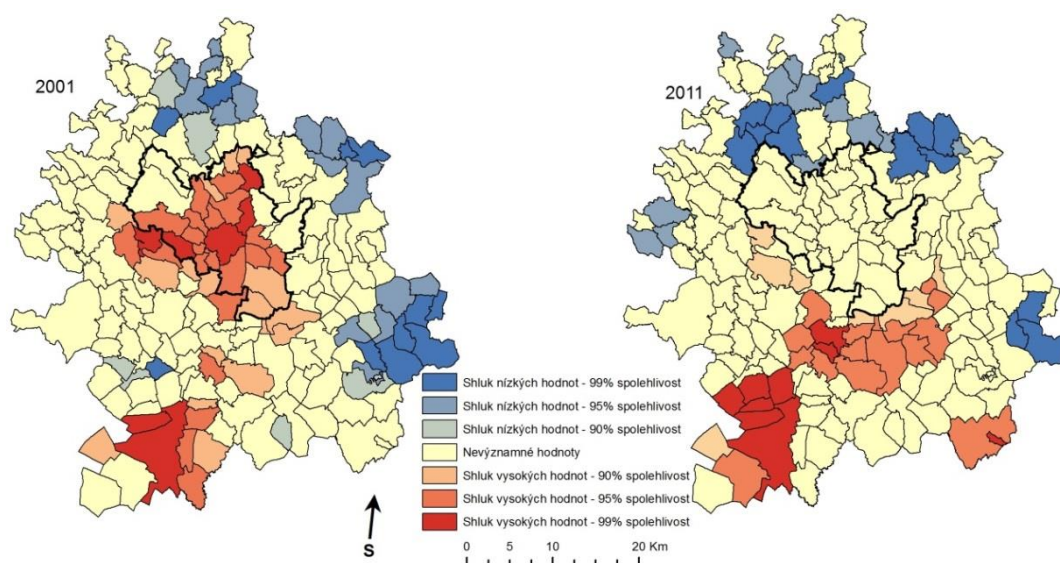 2001
2011
Shluk nízkých hodnot - 99% spolehlivost
Shluk nízkých hodnot - 95% spolehlivost
Shluk nízkých hodnot - 90% spolehlivost
Nevýznamné hodnoty
Shluk vysokých hodnot - 90% spolehlivost
Shluk vysokých hodnot - 95% spolehlivost
Shluk vysokých hodnot - 99% spolehlivost
S
0 5 10 20 Km